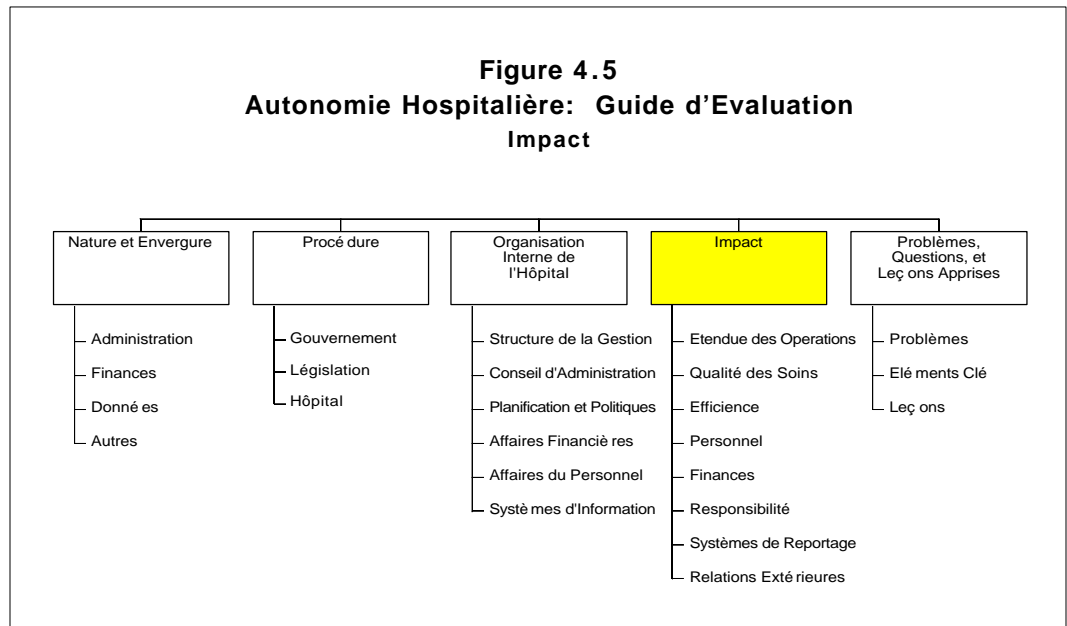 Figure 4.5
Autonomie Hospitalière: Guide d'Evaluation
Impact
Nature et Envergure
Administration
Finances
Donné es
Autres
Procé dure
Gouvernement
Législation
Hôpital
Organisation
Interne de
l'Hôpital
Structure de la Gestion
Conseil d'Administration
Planification et Politiques
Affaires Financiè res
Affaires du Personnel
Systè mes d'Information
Impact
Etendue des Operations
Qualité des Soins
Efficience
Personnel
Finances
Responsibilité
Systèmes de Reportage
Relations Exté rieures
Problèmes,
Questions, et
Leç ons Apprises
Problèmes
Elé ments Clé
Leç ons